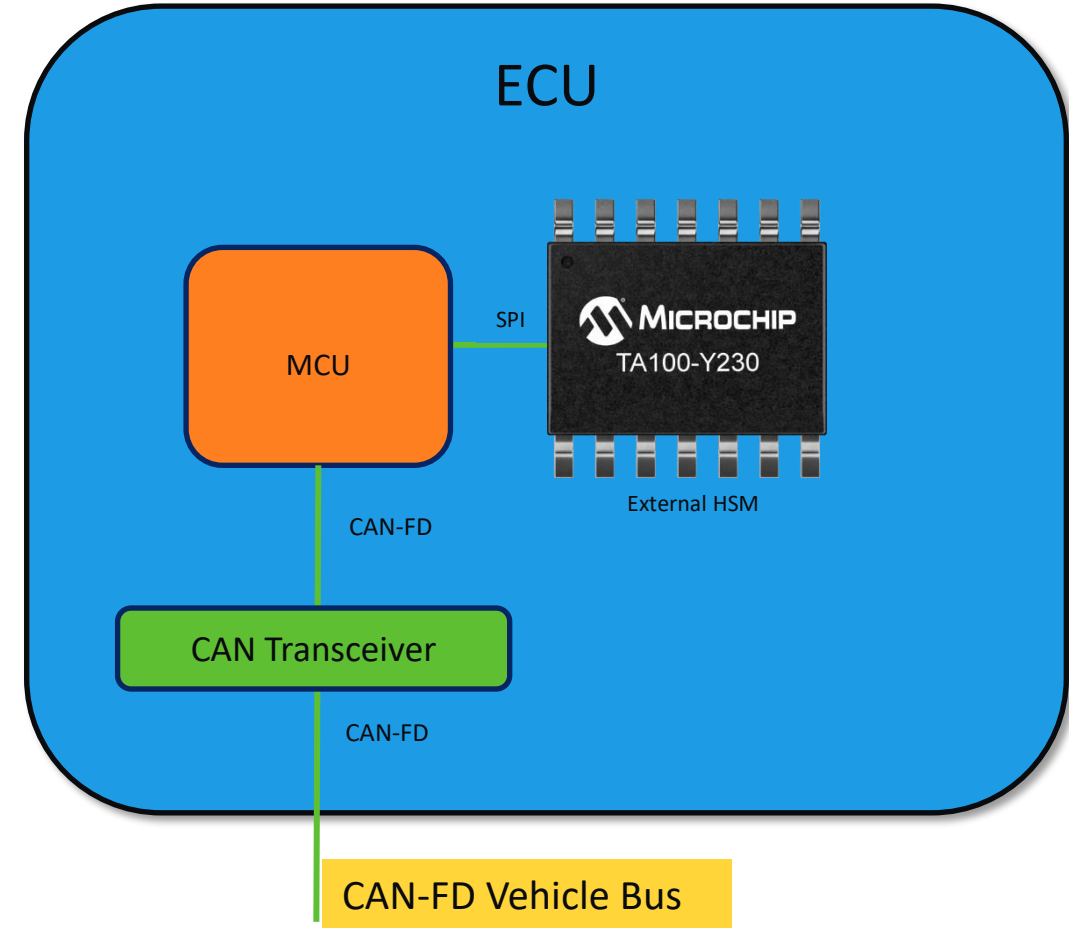 ECU
MCU
SPI
MICROCHIP
TA100-Y230
External HSM
CAN-FD
CAN Transceiver
CAN-FD
CAN-FD Vehicle Bus